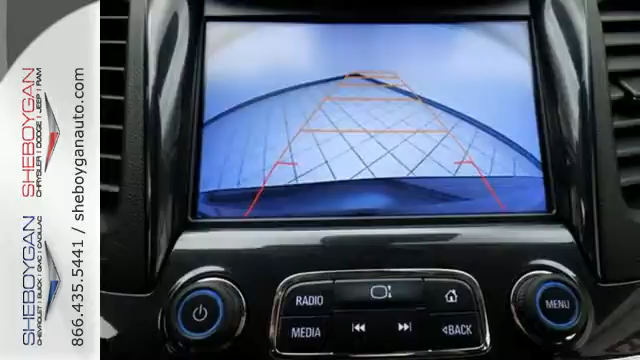 SHEBOYGAN
CHRYSLER | DODGE | JEEP | RAM
SHEBOYGAN
CHEVROLET | BUICK | GMC | CADILLAC
866.435.5441 / sheboyganauto.com
RADIO
MEDIA
BACK
MENU